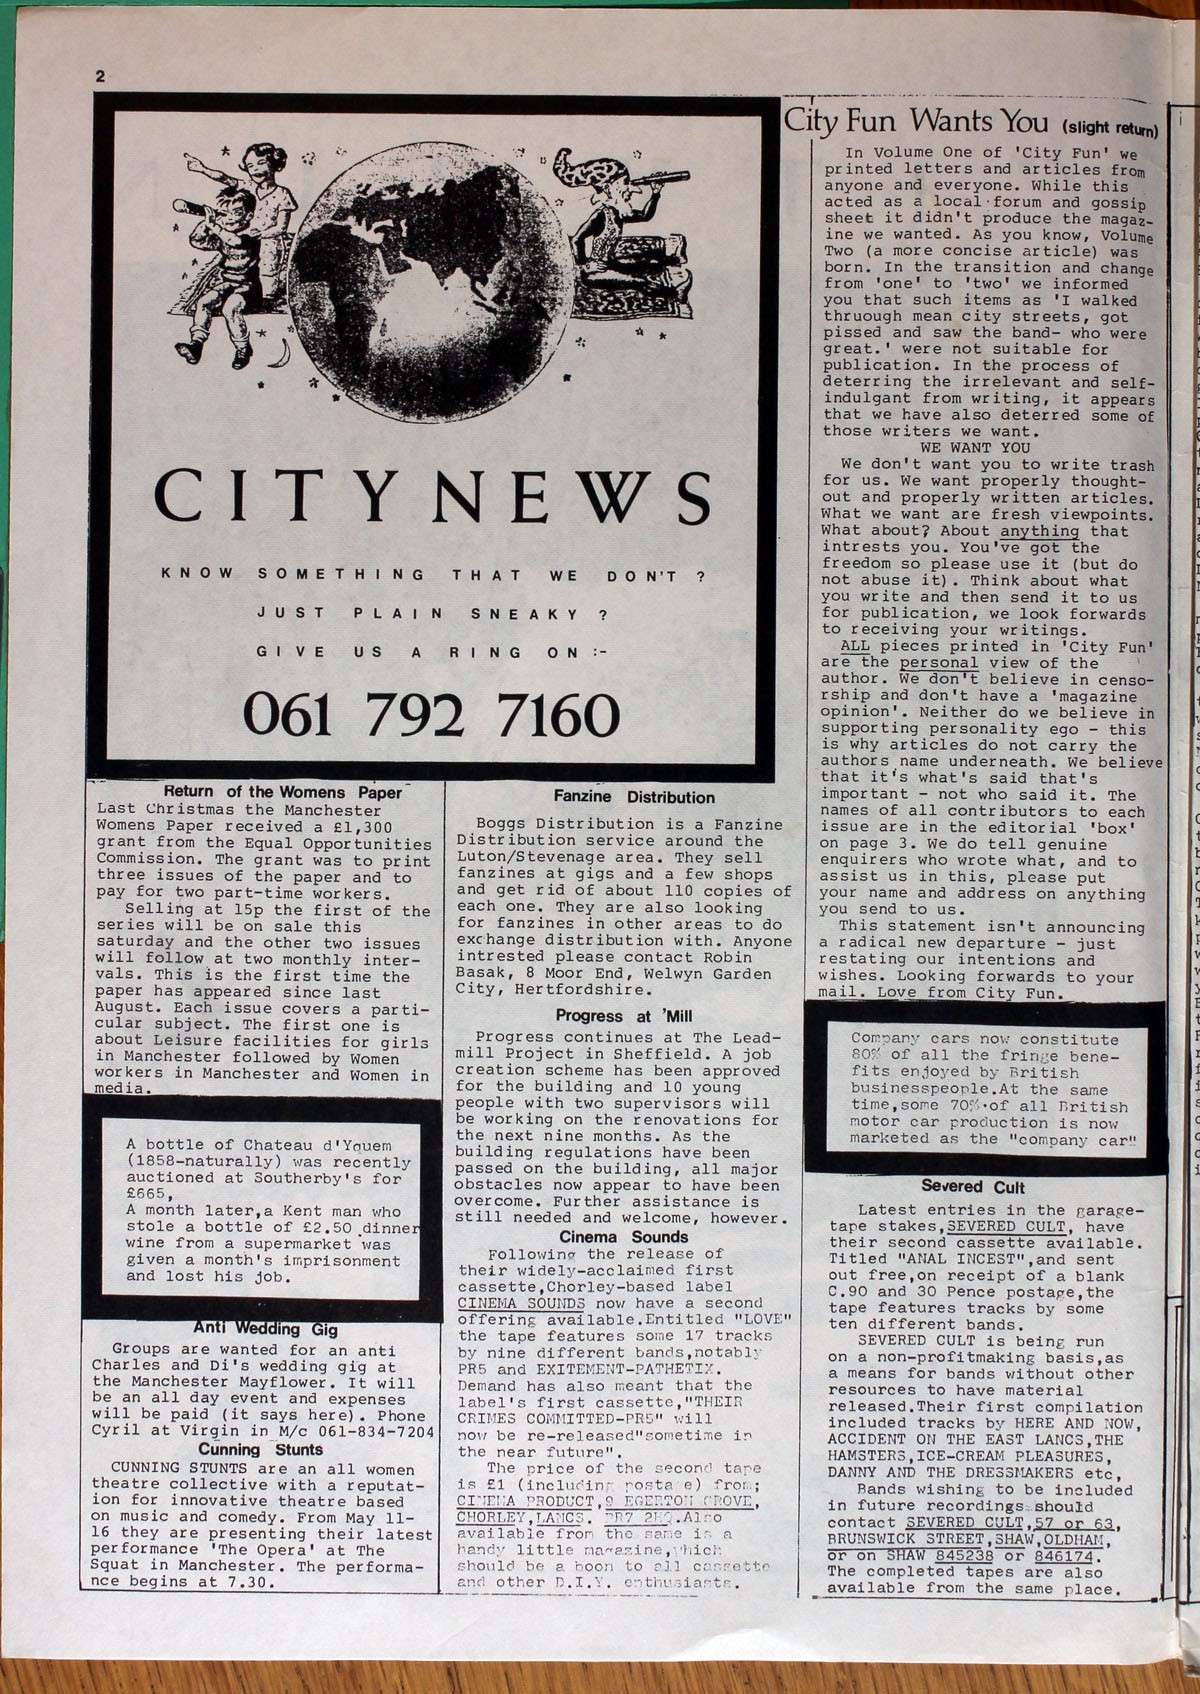 2
CITYNEWS
KNOW SOMETHING THAT WE DON'T ?
JUST PLAIN SNEAKY ?
GIVE US A RING ON :-
061 792 7160
Return of the Womens Paper
Last Christmas the Manchester
Womens Paper received a £1,300
grant from the Equal Opportunities
Commission. The grant was to print
three issues of the paper and to
pay for two part-time workers.
Selling at 15p the first of the
series will be on sale this
saturday and the other two issues
will follow at two monthly inter-
vals. This is the first time the
paper has appeared since last
August. Each issue covers a parti-
cular subject. The first one is
about Leisure facilities for girls
in Manchester followed by Women
workers in Manchester and Women in
media.
A bottle of Chateau d'Yquem
(1858-naturally) was recently
auctioned at Southerby's for
£665,
A month later,a Kent man who
stole a bottle of £2.50 dinner
wine from a supermarket was
given a month's imprisonment
and lost his job.
Anti Wedding Gig
Groups are wanted for an anti
Charles and Di's wedding gig at
the Manchester Mayflower. It will
be an all day event and expenses
will be paid (it says here). Phone
Cyril at Virgin in M/c 061-834-7204
Cunning Stunts
CUNNING STUNTS are an all women
theatre collective with a reputat-
ion for innovative theatre based
on music and comedy. From May 11-
16 they are presenting their latest
performance 'The Opera' at The
Squat in Manchester. The performa-
nce begins at 7.30.
Fanzine Distribution
Boggs Distribution is a Fanzine
Distribution service around the
Luton/Stevenage area. They sell
fanzines at gigs and a few shops
and get rid of about 110 copies of
each one. They are also looking
for fanzines in other areas to do
exchange distribution with. Anyone
intrested please contact Robin
Basak, 8 Moor End, Welwyn Garden
City, Hertfordshire.
Progress at 'Mill
Progress continues at The Lead-
mill Project in Sheffield. A job
creation scheme has been approved
for the building and 10 young
people with two supervisors will
be working on the renovations for
the next nine months. As the
building regulations have been
passed on the building, all major
obstacles now appear to have been
overcome. Further assistance is
still needed and welcome, however.
Cinema Sounds
Following the release of
their widely-acclaimed first
cassette,Chorley-based label
CINEMA SOUNDS now have a second
offering available.Entitled "LOVE"
the tape features some 17 tracks
by nine different bands,notably
PR5 and EXITEMENT-PATHETIX.
Demand has also meant that the
label's first cassette,"THEIR
CRIMES COMMITTED-PR5" will
now be re-released"sometime in
the near future".
The price of the second tape
is £1 (including postage) from;
CINEMA PRODUCT,9 EGERTON GROVE,
CHORLEY,LANCS. PR7 2HQ.Also
available from the same is a
handy little magazine,which
should be a boon to all cassette
and other D.I.Y. enthusiasts.
City Fun Wants You (slight return)
In Volume One of 'City Fun' we
printed letters and articles from
anyone and everyone. While this
acted as a local forum and gossip
sheet it didn't produce the magaz-
ine we wanted. As you know, Volume
Two (a more concise article) was
born. In the transition and change
from 'one' to 'two' we informed
you that such items as 'I walked
thruough mean city streets, got
pissed and saw the band- who were
great.' were not suitable for
publication. In the process of
deterring the irrelevant and self-
indulgant from writing, it appears
that we have also deterred some of
those writers we want.
WE WANT YOU
We don't want you to write trash
for us. We want properly thought-
out and properly written articles.
What we want are fresh viewpoints.
What about? About anything that
intrests you. You've got the
freedom so please use it (but do
not abuse it). Think about what
you write and then send it to us
for publication, we look forwards
to receiving your writings.
ALL pieces printed in 'City Fun'
are the personal view of the
author. We don't believe in censo-
rship and don't have a 'magazine
opinion'. Neither do we believe in
supporting personality ego - this
is why articles do not carry the
authors name underneath. We believe
that it's what's said that's
important - not who said it. The
names of all contributors to each
issue are in the editorial 'box'
on page 3. We do tell genuine
enquirers who wrote what, and to
assist us in this, please put
your name and address on anything
you send to us.
This statement isn't announcing
a radical new departure - just
restating our intentions and
wishes. Looking forwards to your
mail. Love from City Fun.
Company cars now constitute
80% of all the fringe bene-
fits enjoyed by British
businesspeople.At the same
time,some 70% of all British
motor car production is now
marketed as the "company car"
Severed Cult
Latest entries in the garage-
tape stakes,SEVERED CULT, have
their second cassette available.
Titled "ANAL INCEST",and sent
out free,on receipt of a blank
C.90 and 30 Pence postage,the
tape features tracks by some
ten different bands.
SEVERED CULT is being run
on a non-profitmaking basis,as
a means for bands without other
resources to have material
released.Their first compilation
included tracks by HERE AND NOW,
ACCIDENT ON THE EAST LANCS,THE
HAMSTERS,ICE-CREAM PLEASURES,
DANNY AND THE DRESSMAKERS etc,
Bands wishing to be included
in future recordings should
contact SEVERED CULT,57 or 63,
BRUNSWICK STREET,SHAW,OLDHAM,
or on SHAW 845238 or 846174.
The completed tapes are also
available from the same place.